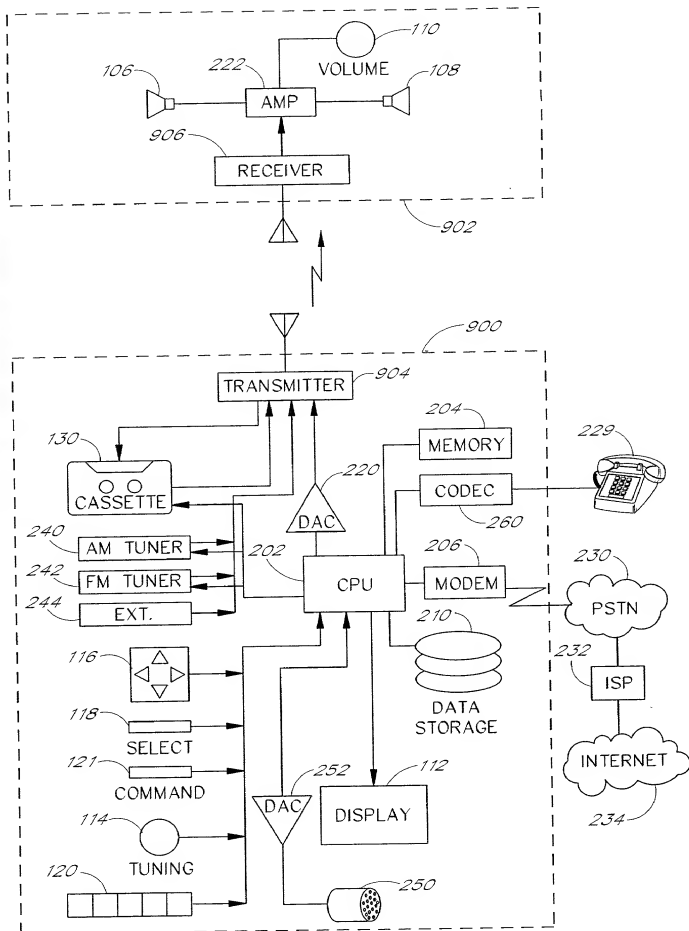 110
VOLUME
222
106
108
AMP
906
RECEIVER
902
900
TRANSMITTER
904
130
CASSETTE
204
MEMORY
229
220
DAC
CODEC
260
240
AM TUNER
202
206
230
242
FM TUNER
CPU
MODEM
PSTN
244
EXT.
210
232
ISP
116
DATA
STORAGE
118
SELECT
121
COMMAND
252
112
INTERNET
234
DAC
DISPLAY
114
TUNING
120
250